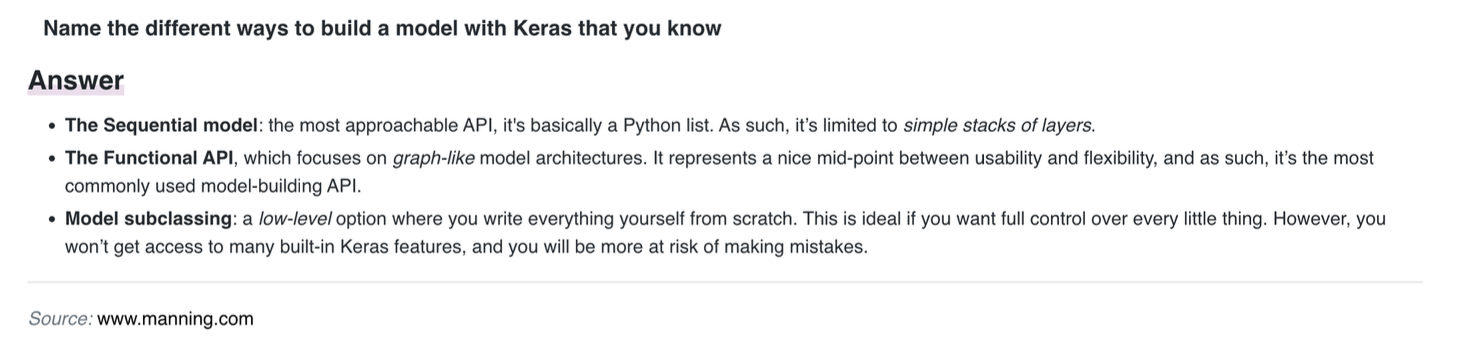 Name the different ways to build a model with Keras that you know
Answer
• The Sequential model: the most approachable API, it's basically a Python list. As such, it’s limited to simple stacks of layers.
• The Functional API, which focuses on graph-like model architectures. It represents a nice mid-point between usability and flexibility, and as such, it’s the most
commonly used model-building API.
• Model subclassing: a low-level option where you write everything yourself from scratch. This is ideal if you want full control over every little thing. However, you
won’t get access to many built-in Keras features, and you will be more at risk of making mistakes.
Source: www.manning.com